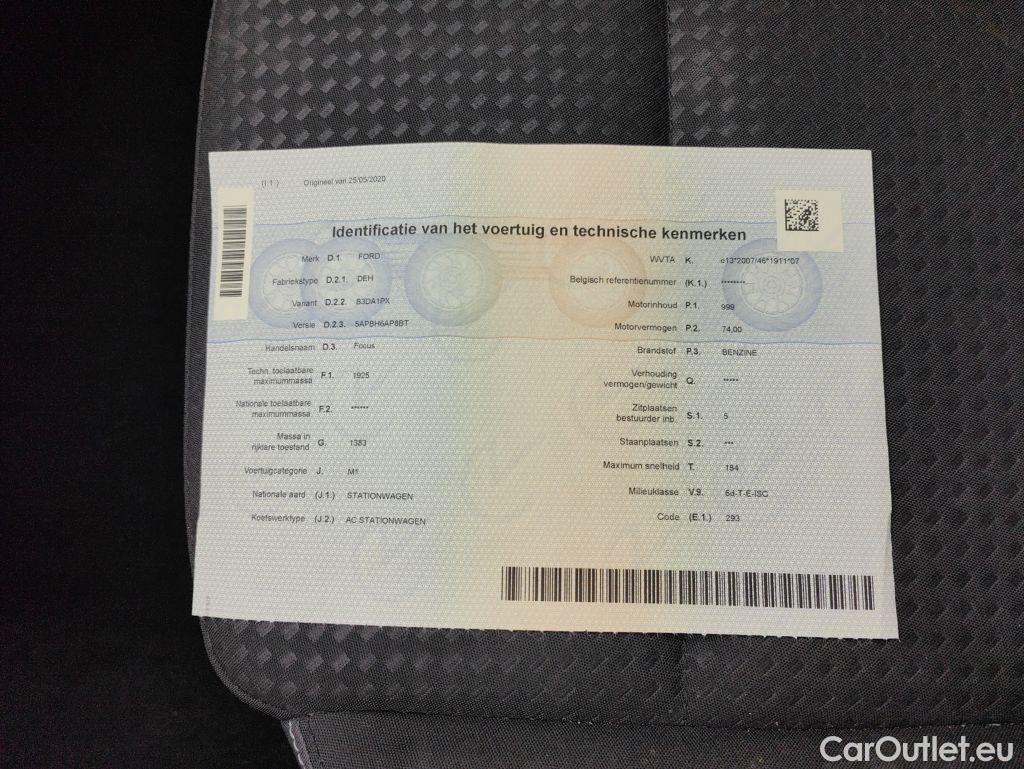 (I.1.) Origineel van 25/05/2020
Identificatie van het voertuig en technische kenmerken
Merk D.1. FORD
Fabriekstype D.2.1. DEH
Variant D.2.2. B3DA1PX
Versie D.2.3. 5APBH6AP8BT
Handelsnaam D.3. Focus
Techn. toelaatbare
maximummassa F.1. 1925
Nationale toelaatbare
maximummassa F.2. ******
Massa in
rijklare toestand G. 1383
Voertuigcategorie J. M1
Nationale aard (J.1.) STATIONWAGEN
Koetswerktype (J.2.) AC STATIONWAGEN
WVTA K. e13*2007/46*1911*07
Belgisch referentienummer (K.1.) ********
Motorinhoud P.1. 999
Motorvermogen P.2. 74,00
Brandstof P.3. BENZINE
Verhouding
vermogen/gewicht Q. *****
Zitplaatsen
bestuurder inb. S.1. 5
Staanplaatsen S.2. ***
Maximum snelheid T. 184
Milieuklasse V.9. 6d-T-E-ISC
Code (E.1.) 293
CarOutlet.eu